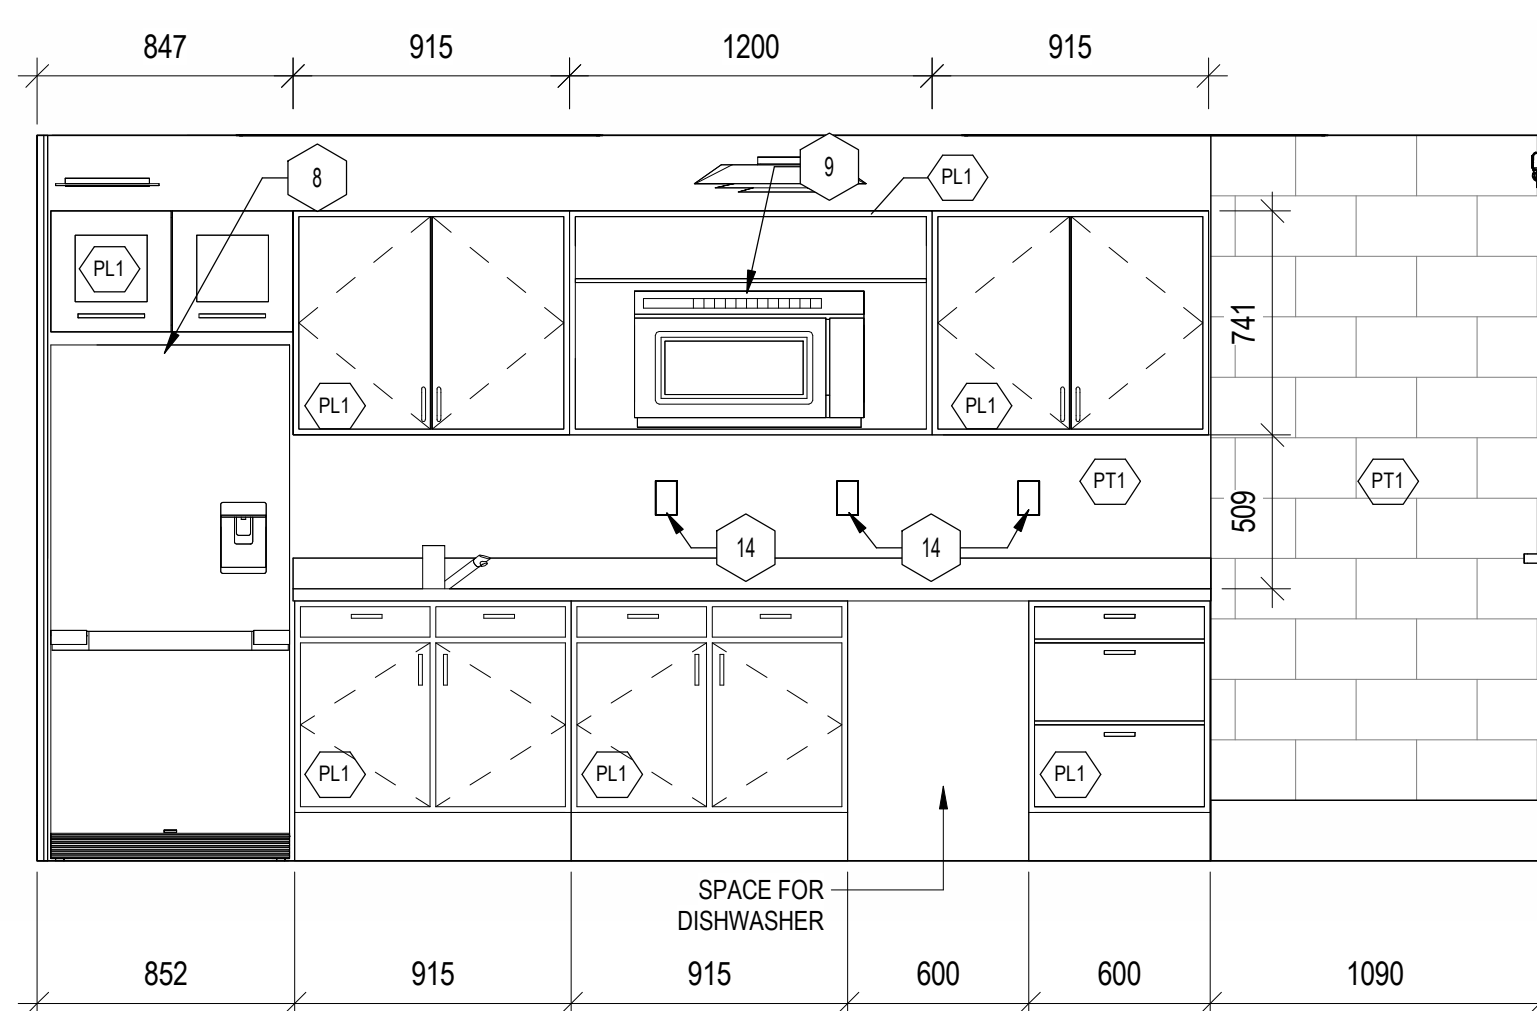 847 915 1200 915
8 9 PL1
PL1
741
PL1 PL1
PT1 PT1
509
14 14
PL1 PL1 PL1
SPACE FOR
DISHWASHER
852 915 915 600 600 1090